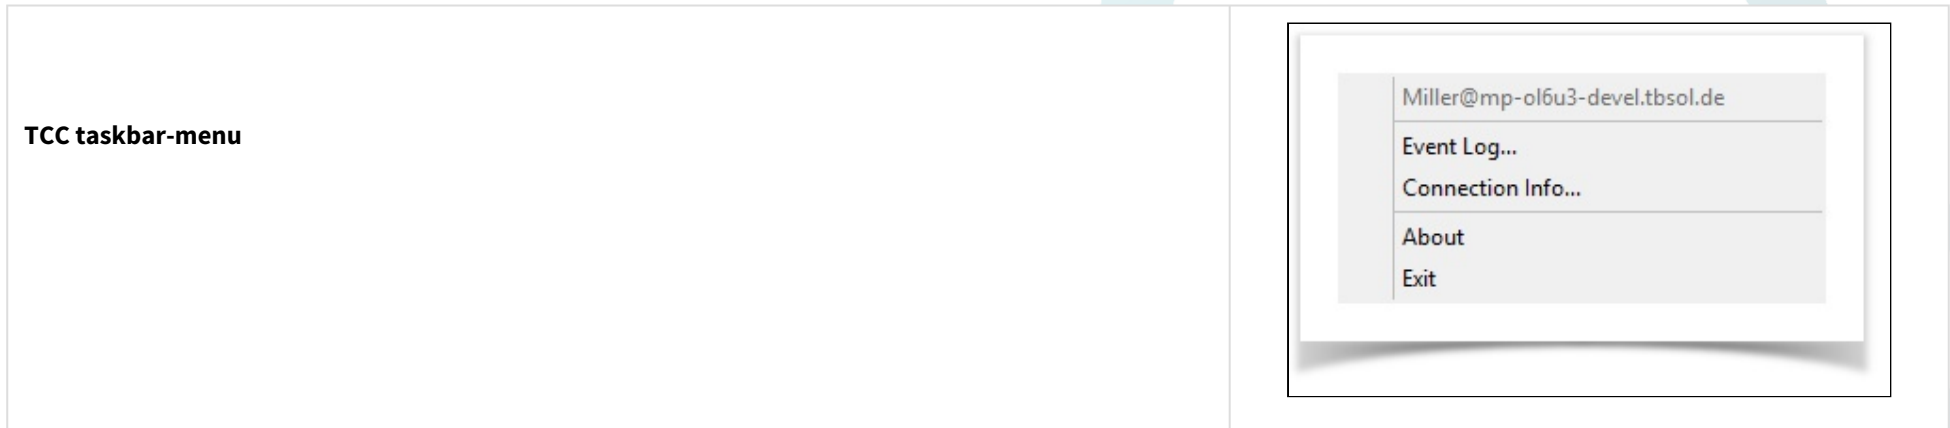 TCC taskbar-menu
Miller@mp-ol6u3-devel.tbsol.de
Event Log...
Connection Info...
About
Exit